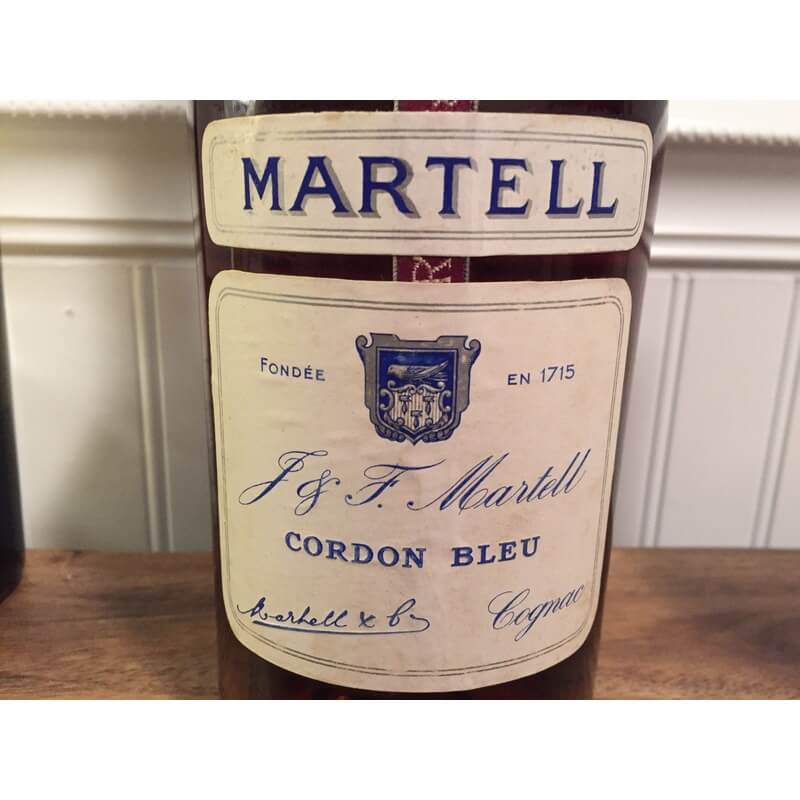 MARTELL
FONDÉE EN 1715
J & F. Martell
CORDON BLEU
Martell & Co Cognac